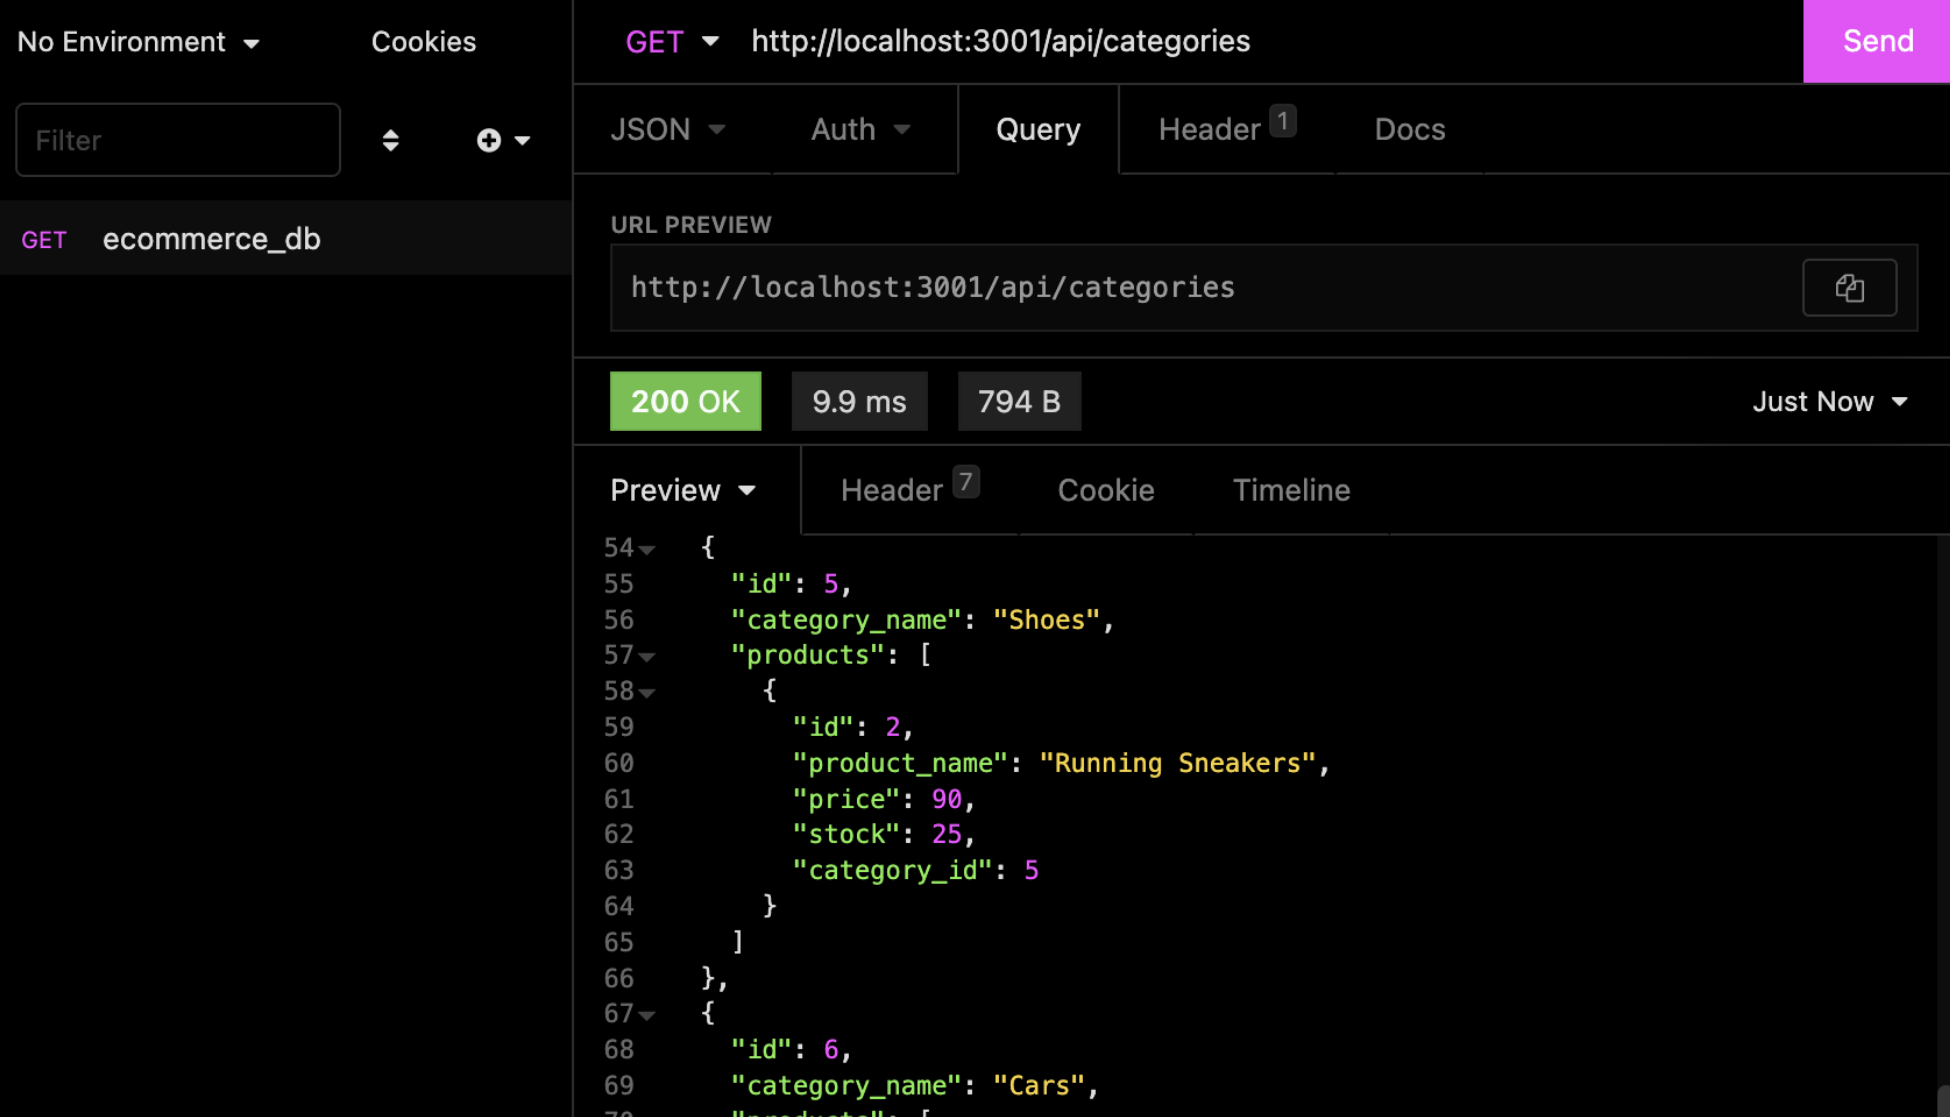 No Environment
Cookies
GET http://localhost:3001/api/categories
Send
Filter
JSON
Auth
Query
Header 1
Docs
GET ecommerce_db
URL PREVIEW
http://localhost:3001/api/categories
200 OK
9.9 ms
794 B
Just Now
Preview
Header 7
Cookie
Timeline
54 {
55 "id": 5,
56 "category_name": "Shoes",
57 "products": [
58 {
59 "id": 2,
60 "product_name": "Running Sneakers",
61 "price": 90,
62 "stock": 25,
63 "category_id": 5
64 }
65 ]
66 },
67 {
68 "id": 6,
69 "category_name": "Cars",
70 "products": [